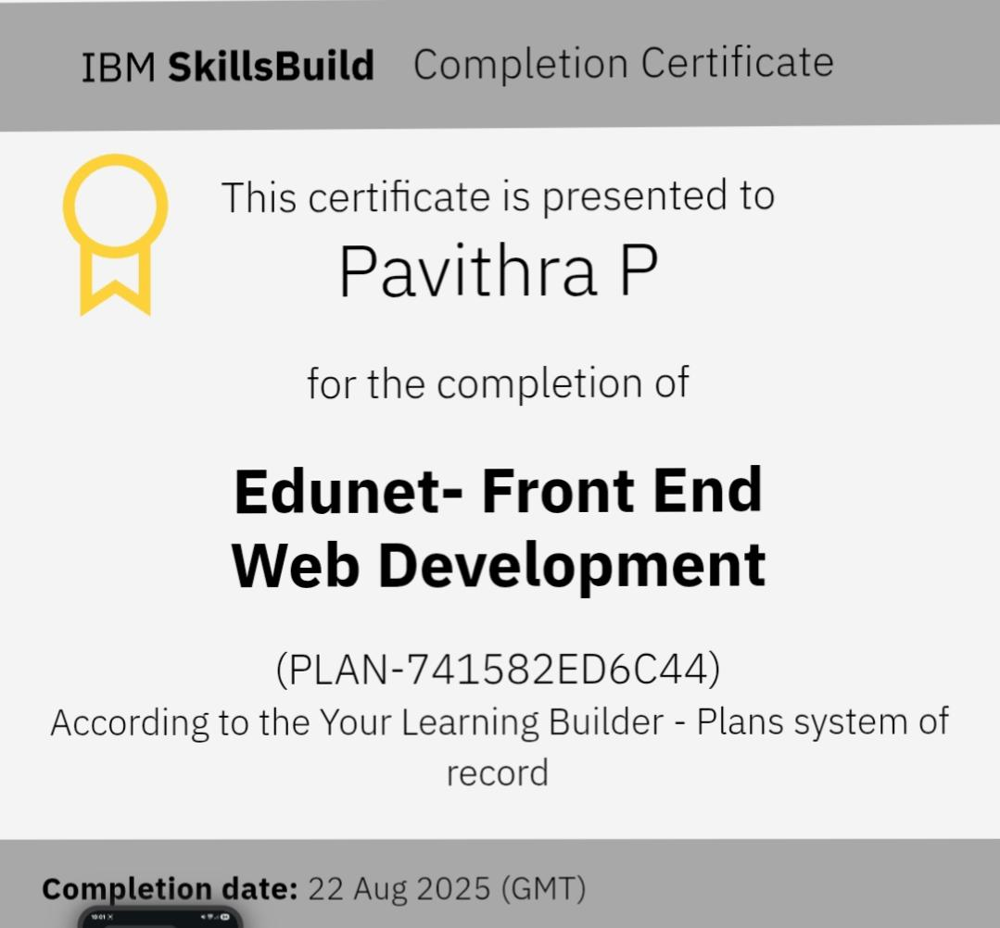 IBM SkillsBuild Completion Certificate
This certificate is presented to
Pavithra P
for the completion of
Edunet- Front End
Web Development
(PLAN-741582ED6C44)
According to the Your Learning Builder - Plans system of
record
Completion date: 22 Aug 2025 (GMT)